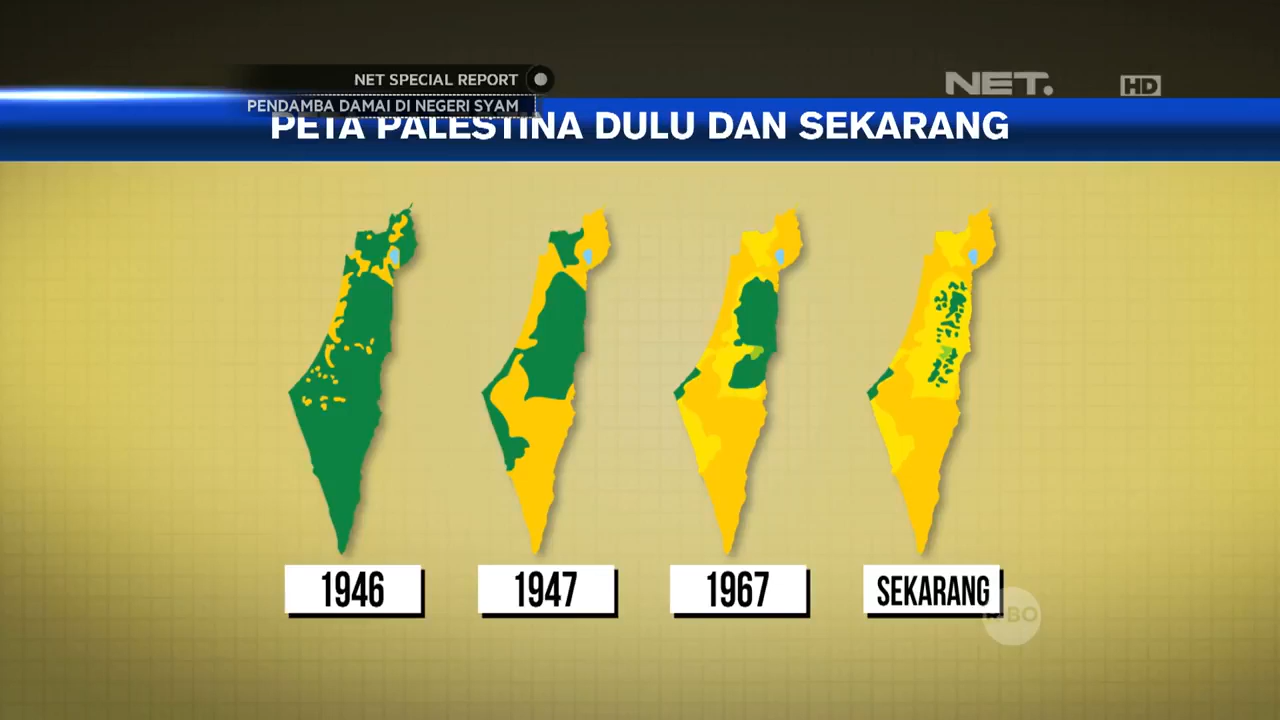 NET SPECIAL REPORT
PENDAMBA DAMAI DI NEGERI SYAM
NET.
HD
PETA PALESTINA DULU DAN SEKARANG
1946
1947
1967
SEKARANG